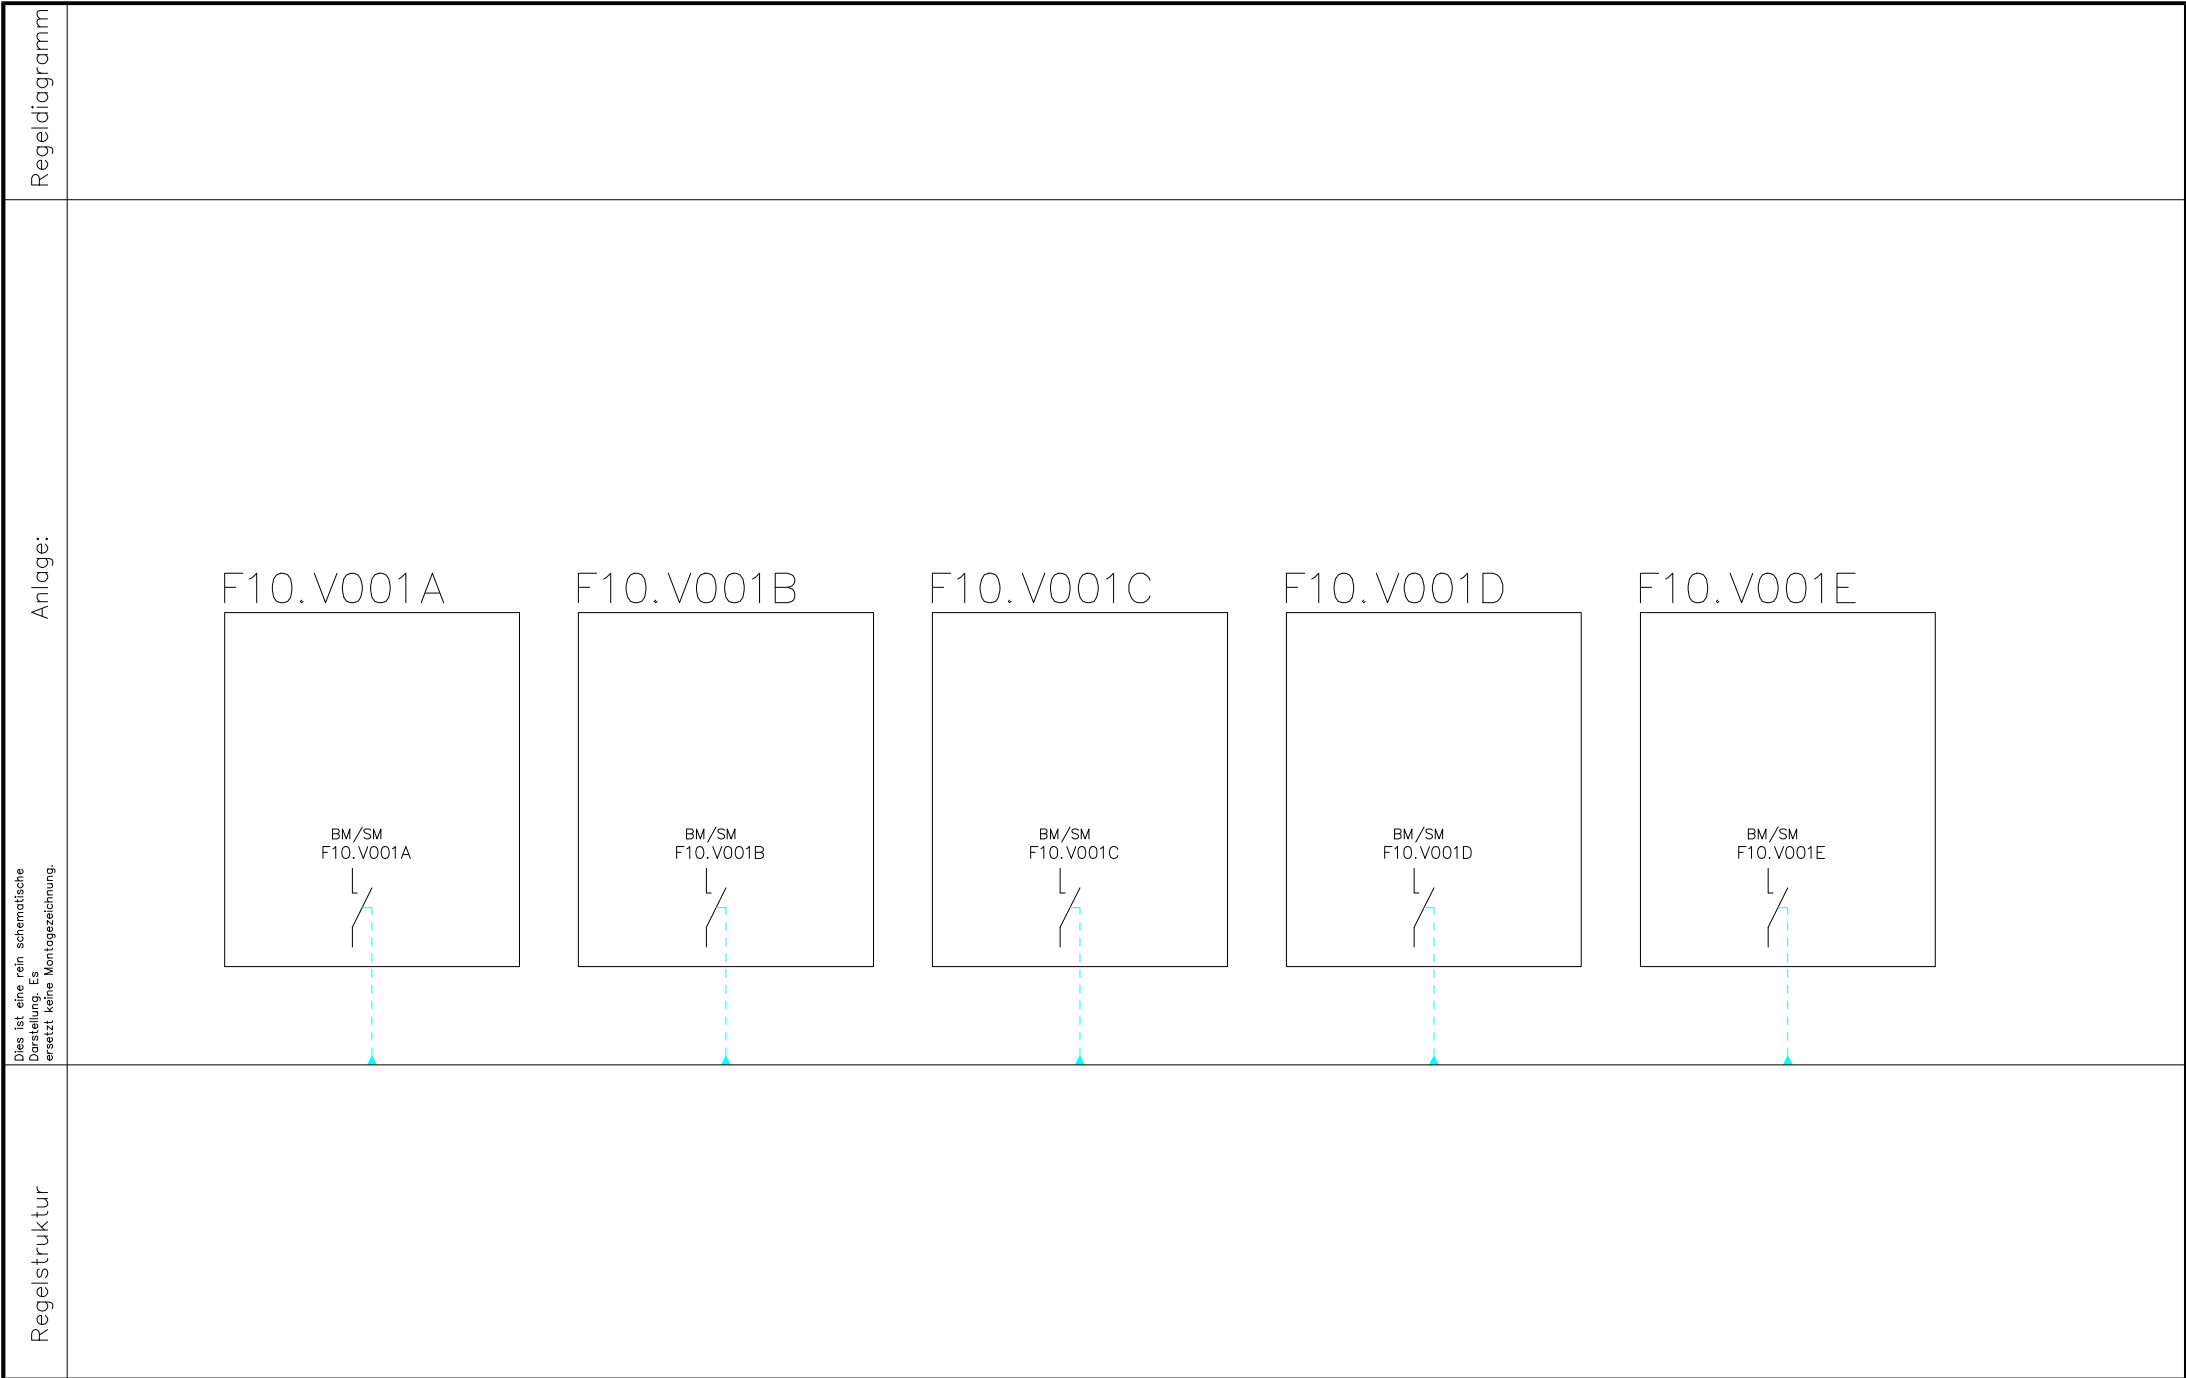 Regeldiagramm
Anlage:
F10.V001A
F10.V001B
F10.V001C
F10.V001D
F10.V001E
BM/SM
F10.V001A
BM/SM
F10.V001B
BM/SM
F10.V001C
BM/SM
F10.V001D
BM/SM
F10.V001E
Dies ist eine rein schematische
Darstellung. Es
ersetzt keine Montagezeichnung.
Regelstruktur